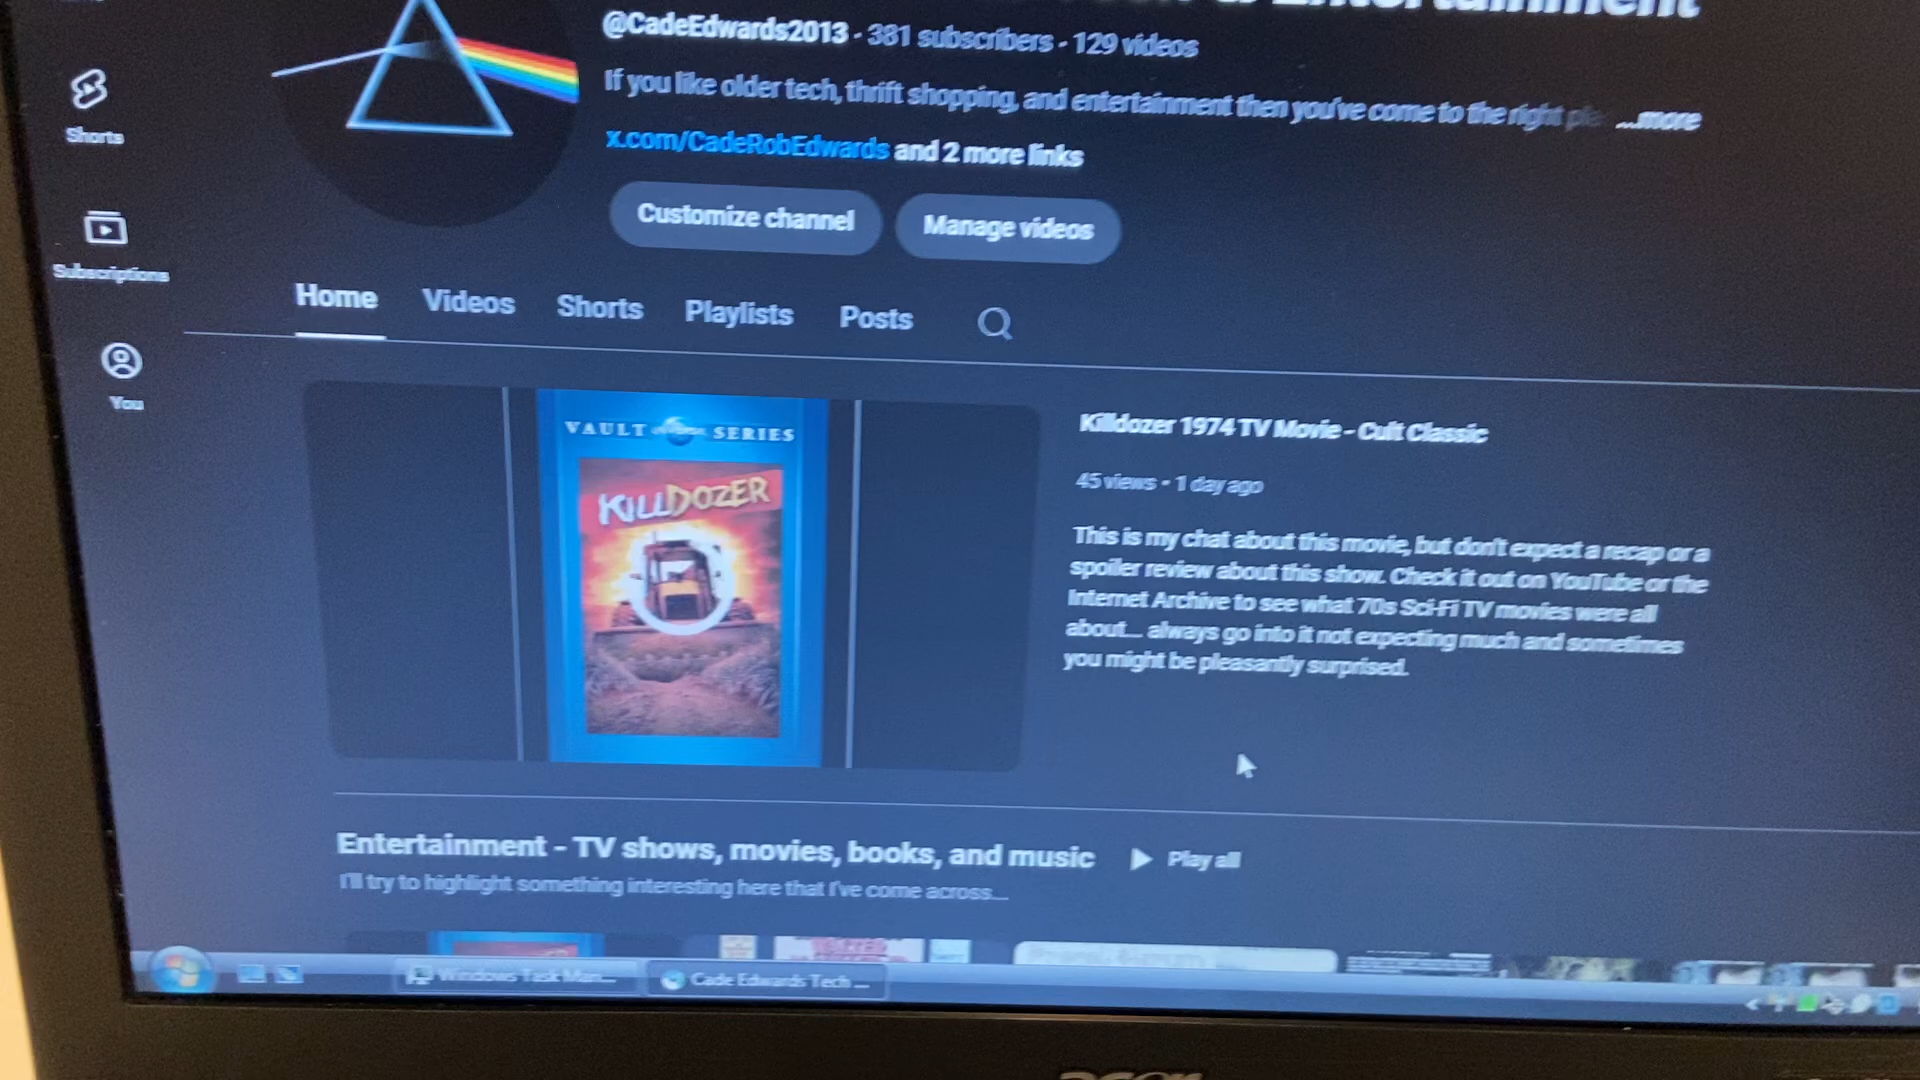 Entertainment
@CadeEdwards2013 • 381 subscribers • 129 videos
If you like older tech, thrift shopping, and entertainment then you've come to the right ...more
x.com/CadeRobEdwards and 2 more links
Customize channel
Manage videos
Shorts
Subscriptions
You
Home Videos Shorts Playlists Posts
VAULT SERIES
KILLDOZER
Killdozer 1974 TV Movie - Cult Classic
45 views • 1 day ago
This is my chat about this movie, but don't expect a recap or a
spoiler review about this show. Check it out on YouTube or the
Internet Archive to see what 70s Sci-Fi TV movies were all
about... always go into it not expecting much and sometimes
you might be pleasantly surprised.
Entertainment - TV shows, movies, books, and music
Play all
I'll try to highlight something interesting here that I've come across...
Windows Task Man...
Cade Edwards Tech ...
acer